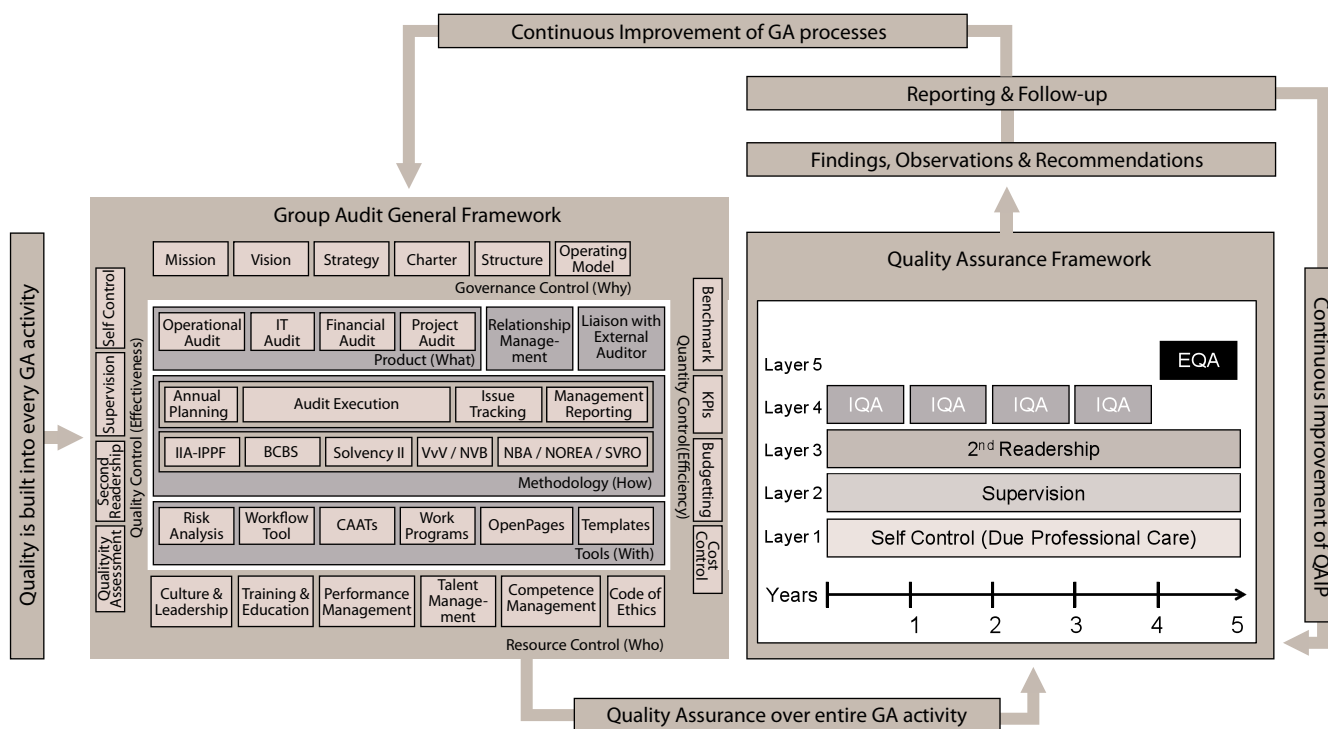 Continuous Improvement of GA processes
Reporting & Follow-up
Findings, Observations & Recommendations
Quality is built into every GA activity
Group Audit General Framework
Mission
Vision
Strategy
Charter
Structure
Operating
Model
Governance Control (Why)
Self Control
Supervision
Second
Readership
Qualityity
Assessment
Quality Control (Effectiveness)
Operational
Audit
IT
Audit
Financial
Audit
Project
Audit
Product (What)
Relationship
Manage-
ment
Liaison with
External
Auditor
Annual
Planning
Audit Execution
Issue
Tracking
Management
Reporting
IIA-IPPF
BCBS
Solvency II
VvV / NVB
NBA / NOREA / SVRO
Methodology (How)
Risk
Analysis
Workflow
Tool
CAATs
Work
Programs
OpenPages
Templates
Tools (With)
Quantity Control(Efficiency)
Benchmark
KPIs
Budgetting
Cost
Control
Culture &
Leadership
Training &
Education
Performance
Management
Talent
Manage-
ment
Competence
Management
Code of
Ethics
Resource Control (Who)
Quality Assurance Framework
Layer 5
EQA
Layer 4
IQA
IQA
IQA
IQA
Layer 3
2nd Readership
Layer 2
Supervision
Layer 1
Self Control (Due Professional Care)
Years
1
2
3
4
5
Continuous Improvement of QAIP
Quality Assurance over entire GA activity